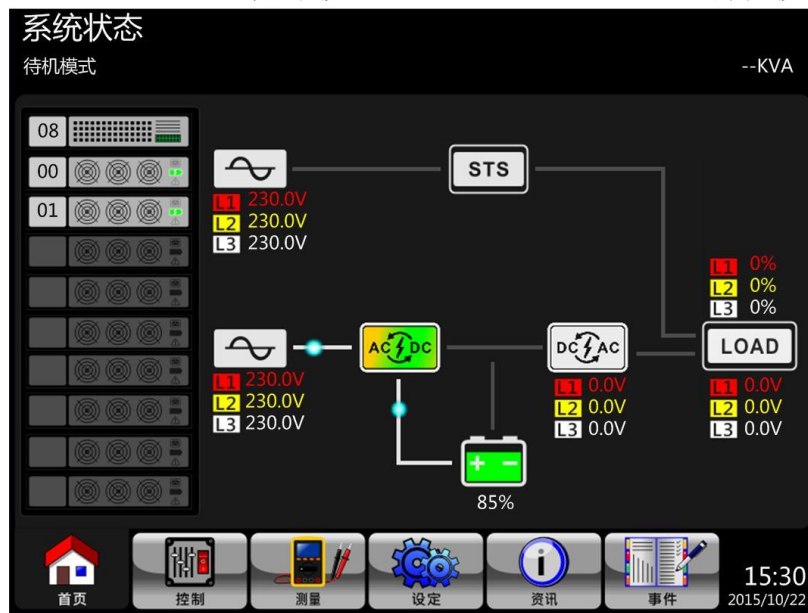 系统状态
待机模式
--KVA
08
00
01
STS
L1 230.0V
L2 230.0V
L3 230.0V
L1 0%
L2 0%
L3 0%
AC DC
DC AC
LOAD
L1 230.0V
L2 230.0V
L3 230.0V
L1 0.0V
L2 0.0V
L3 0.0V
L1 0.0V
L2 0.0V
L3 0.0V
85%
首页
控制
测量
设定
资讯
事件
15:30
2015/10/22